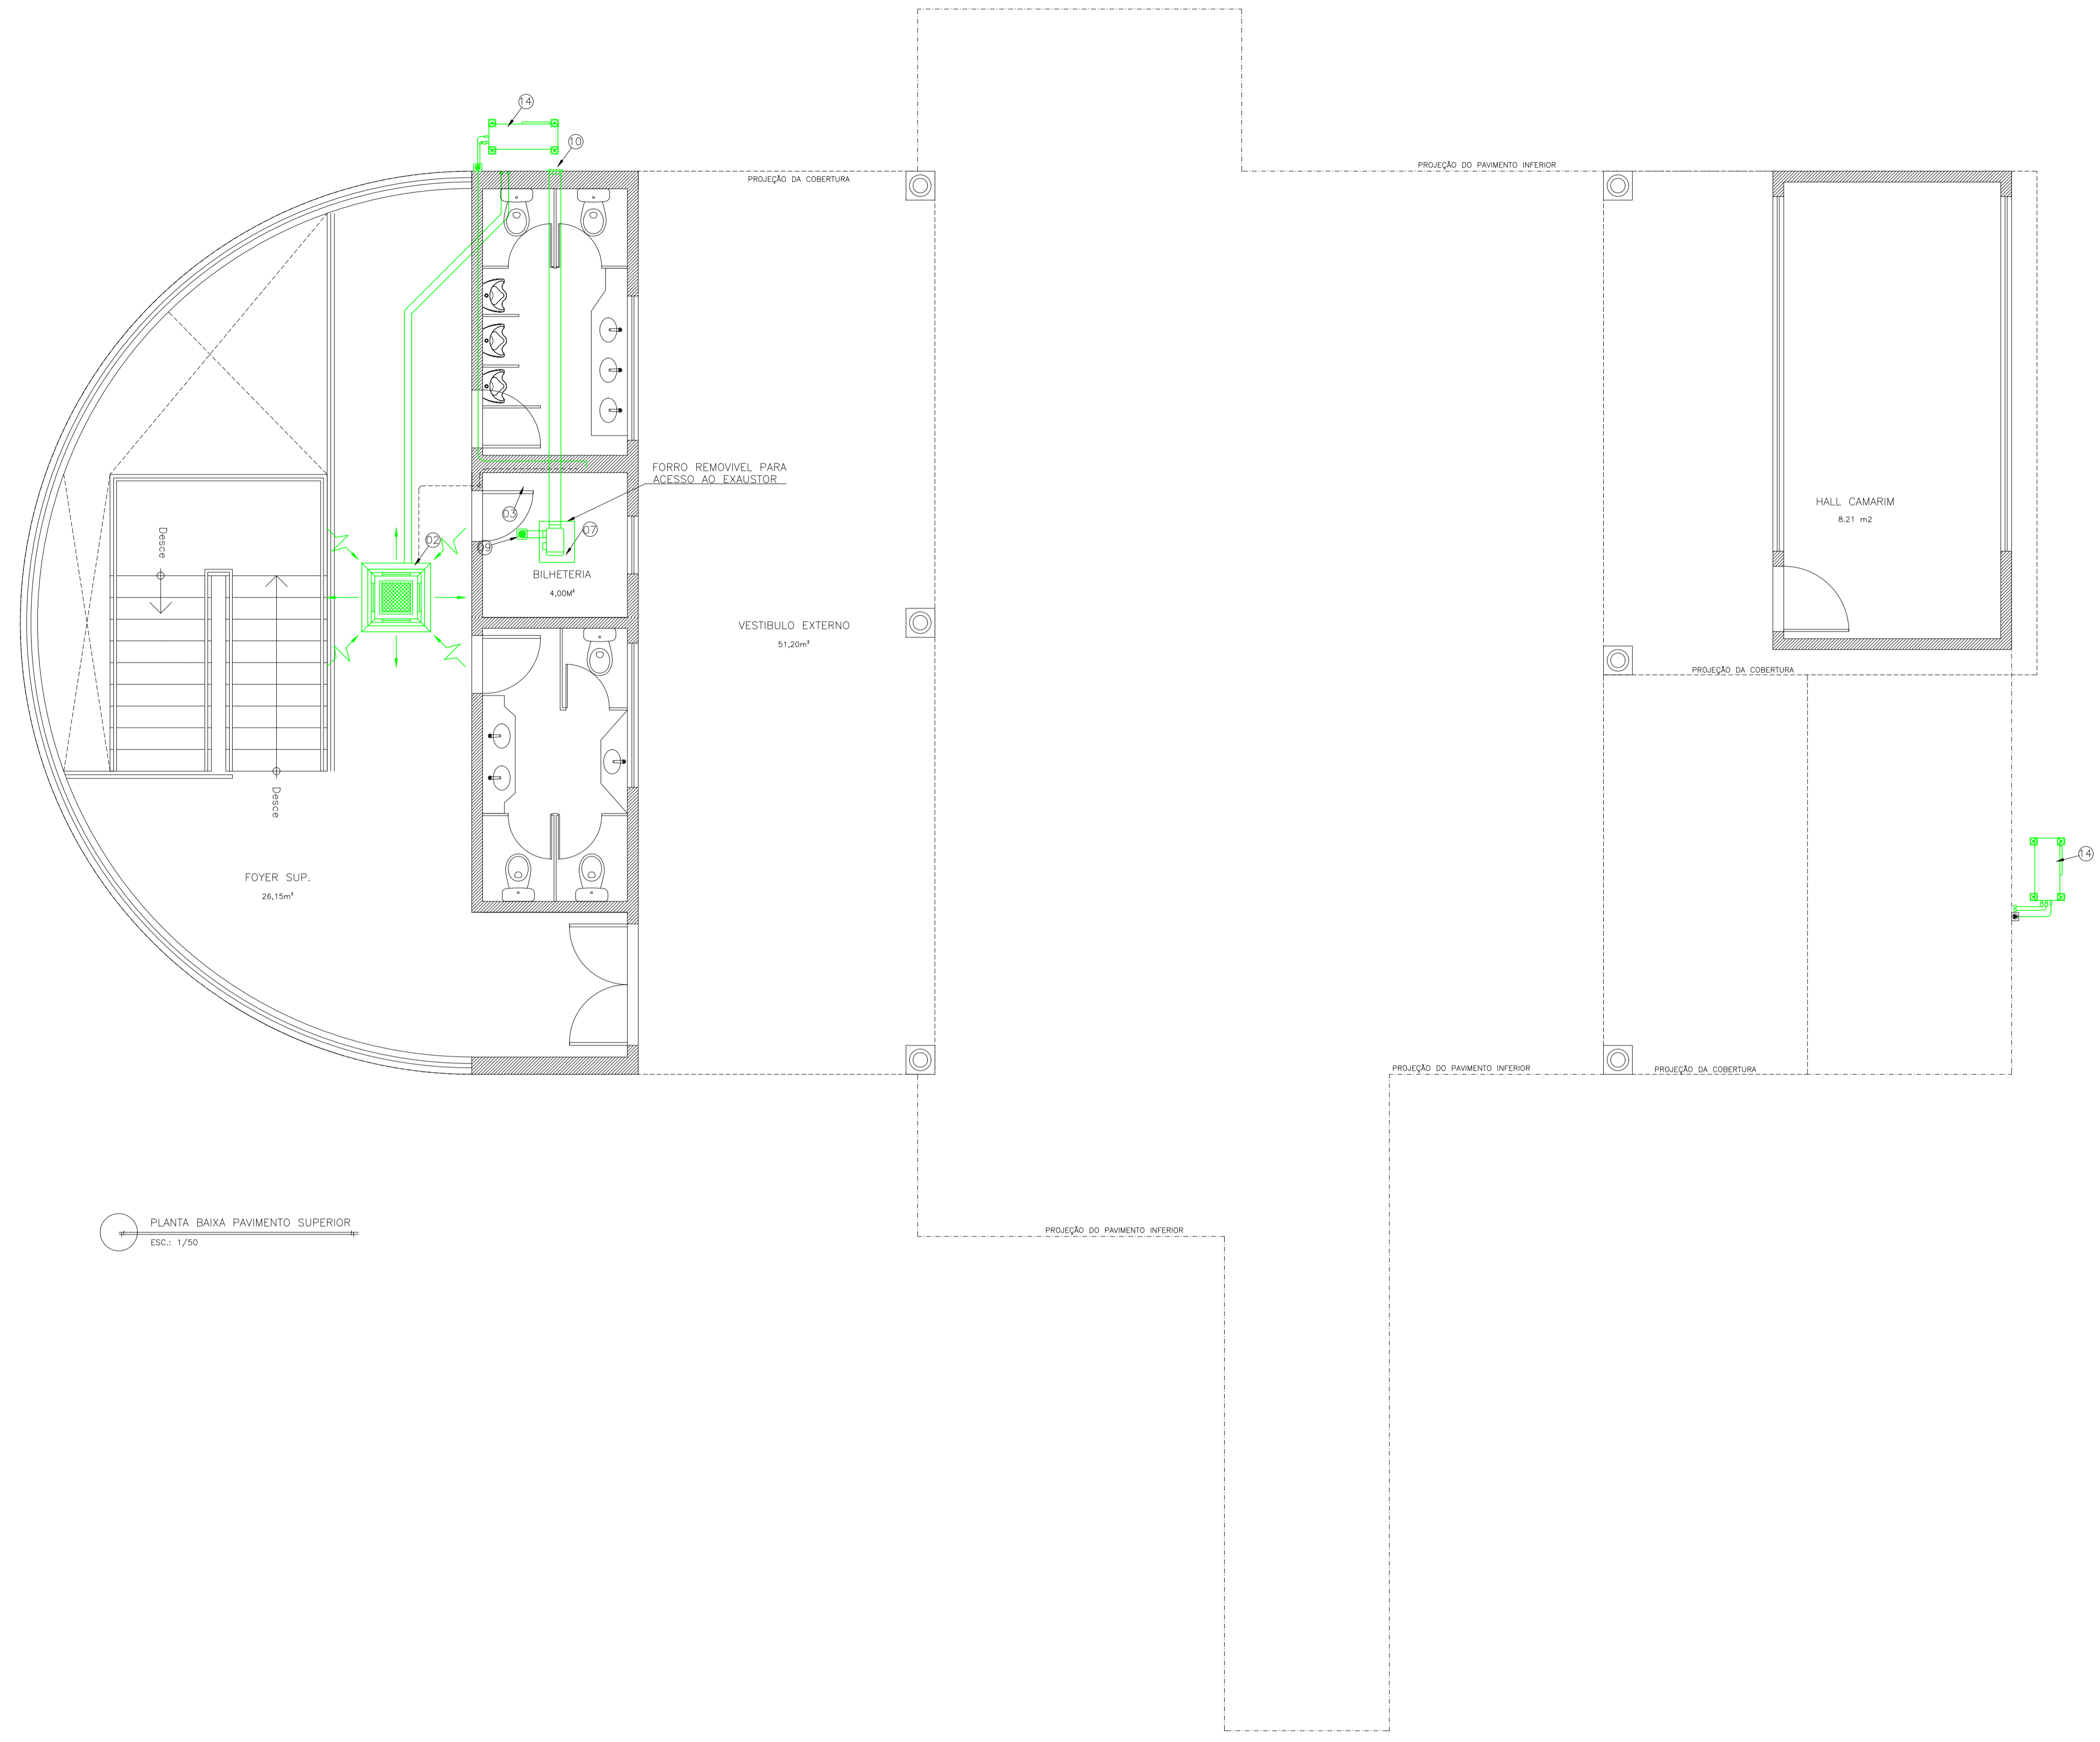 14
10
PROJEÇÃO DO PAVIMENTO INFERIOR
PROJEÇÃO DA COBERTURA
FORRO REMOVIVEL PARA
ACESSO AO EXAUSTOR
HALL CAMARIM
8.21 m2
03
07
02
09
Desce
BILHETERIA
4,00M²
VESTIBULO EXTERNO
51,20m²
PROJEÇÃO DA COBERTURA
Desce
14
FOYER SUP.
26,15m²
PROJEÇÃO DO PAVIMENTO INFERIOR
PROJEÇÃO DA COBERTURA
PLANTA BAIXA PAVIMENTO SUPERIOR
ESC.: 1/50
PROJEÇÃO DO PAVIMENTO INFERIOR